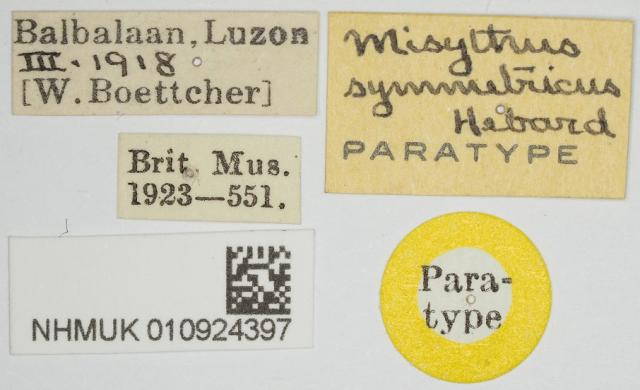 Balbalaan, Luzon
III. 1918
[W. Boettcher]
Misythus
symmetricus
Hebard
PARATYPE
Brit. Mus.
1923—551.
NHMUK 010924397
Para-
type